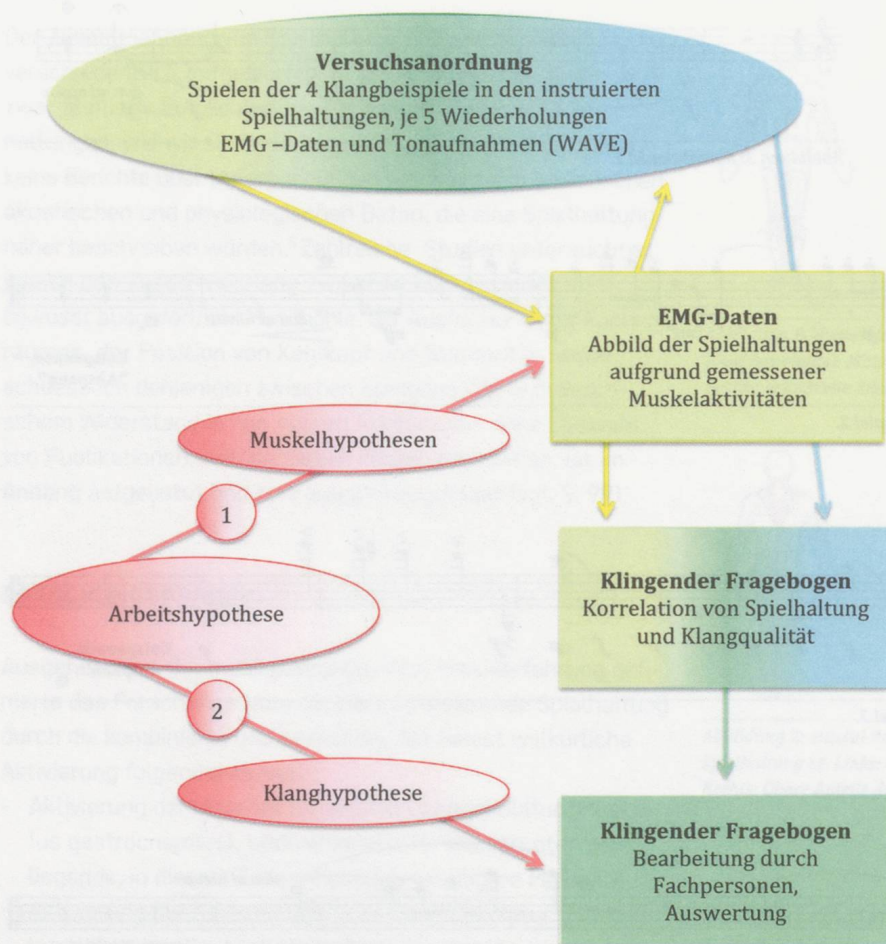 Versuchsanordnung
Spielen der 4 Klangbeispiele in den instruierten
Spielhaltungen, je 5 Wiederholungen
EMG –Daten und Tonaufnahmen (WAVE)
EMG-Daten
Abbild der Spielhaltungen
aufgrund gemessener
Muskelaktivitäten
Muskelhypothesen
1
Arbeitshypothese
2
Klanghypothese
Klingender Fragebogen
Korrelation von Spielhaltung
und Klangqualität
Klingender Fragebogen
Bearbeitung durch
Fachpersonen,
Auswertung